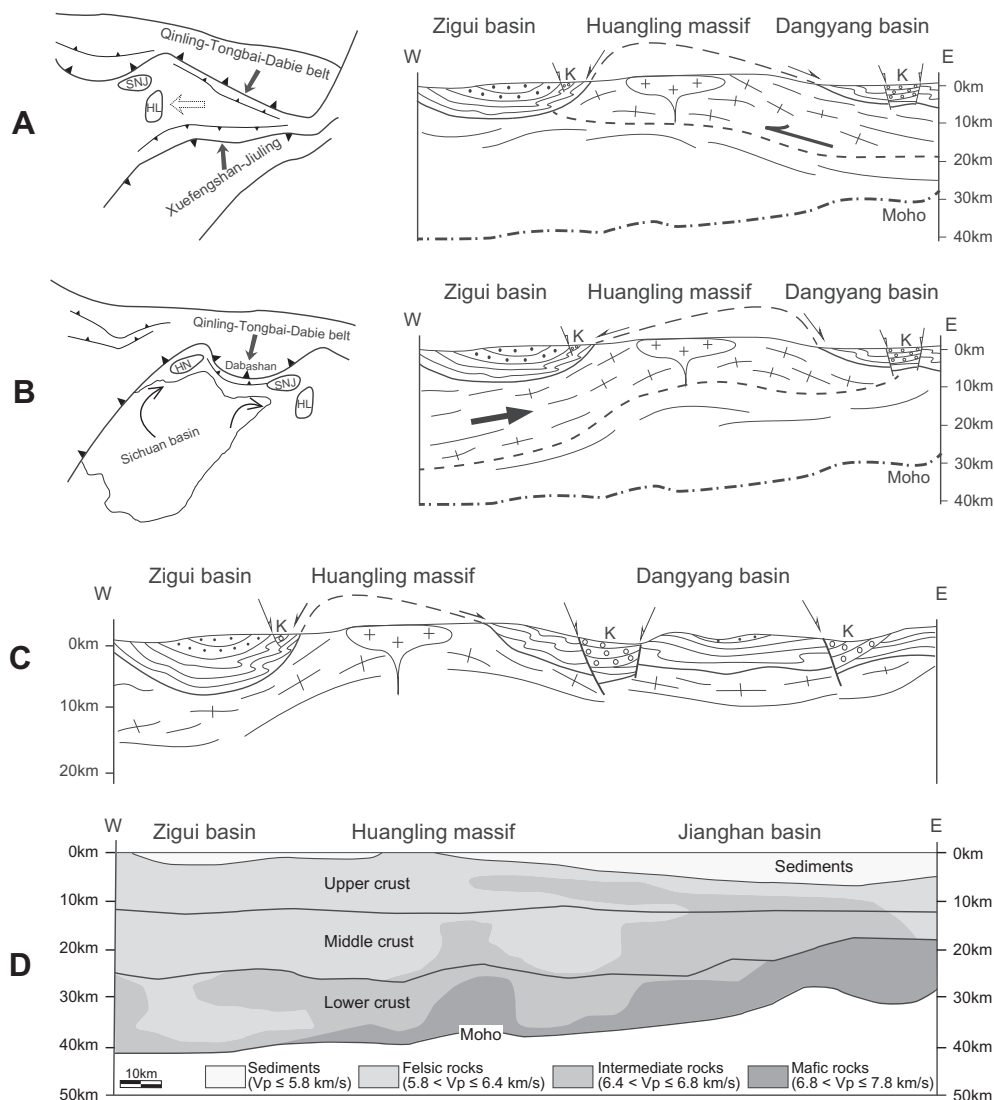 A
Qinling-Tongbai-Dabie belt
SNJ
HL
Xuefengshan-Jiuling
Zigui basin Huangling massif Dangyang basin
W E
K K
0km
10km
20km
30km
Moho
40km
B
Qinling-Tongbai-Dabie belt
HN
Dabashan
SNJ
HL
Sichuan basin
Zigui basin Huangling massif Dangyang basin
W E
K K
0km
10km
20km
30km
Moho
40km
C
Zigui basin Huangling massif Dangyang basin
W E
K K K
0km 0km
10km 10km
20km 20km
D
W Zigui basin Huangling massif Jianghan basin E
0km 0km
Sediments
Upper crust
10km 10km
Middle crust
20km 20km
30km 30km
Lower crust
Moho
40km 40km
10km
Sediments
(Vp ≤ 5.8 km/s)
Felsic rocks
(5.8 < Vp ≤ 6.4 km/s)
Intermediate rocks
(6.4 < Vp ≤ 6.8 km/s)
Mafic rocks
(6.8 < Vp ≤ 7.8 km/s)
50km 50km